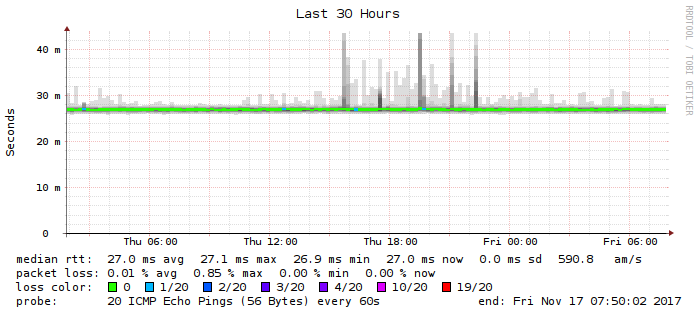 Last 30 Hours
RRDTOOL / TOBI OETIKER
Seconds
40 m
30 m
20 m
10 m
0
Thu 06:00 Thu 12:00 Thu 18:00 Fri 00:00 Fri 06:00
median rtt: 27.0 ms avg 27.1 ms max 26.9 ms min 27.0 ms now 0.0 ms sd 590.8 am/s
packet loss: 0.01 % avg 0.85 % max 0.00 % min 0.00 % now
loss color: 0 1/20 2/20 3/20 4/20 10/20 19/20
probe: 20 ICMP Echo Pings (56 Bytes) every 60s end: Fri Nov 17 07:50:02 2017